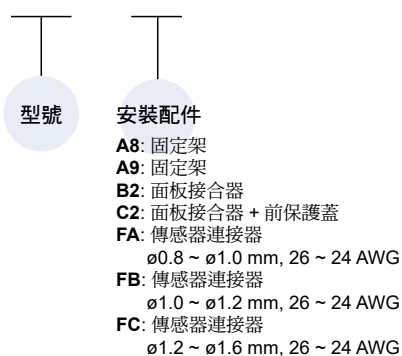 型號
安裝配件
A8: 固定架
A9: 固定架
B2: 面板接合器
C2: 面板接合器 + 前保護蓋
FA: 傳感器連接器
ø0.8 ~ ø1.0 mm, 26 ~ 24 AWG
FB: 傳感器連接器
ø1.0 ~ ø1.2 mm, 26 ~ 24 AWG
FC: 傳感器連接器
ø1.2 ~ ø1.6 mm, 26 ~ 24 AWG